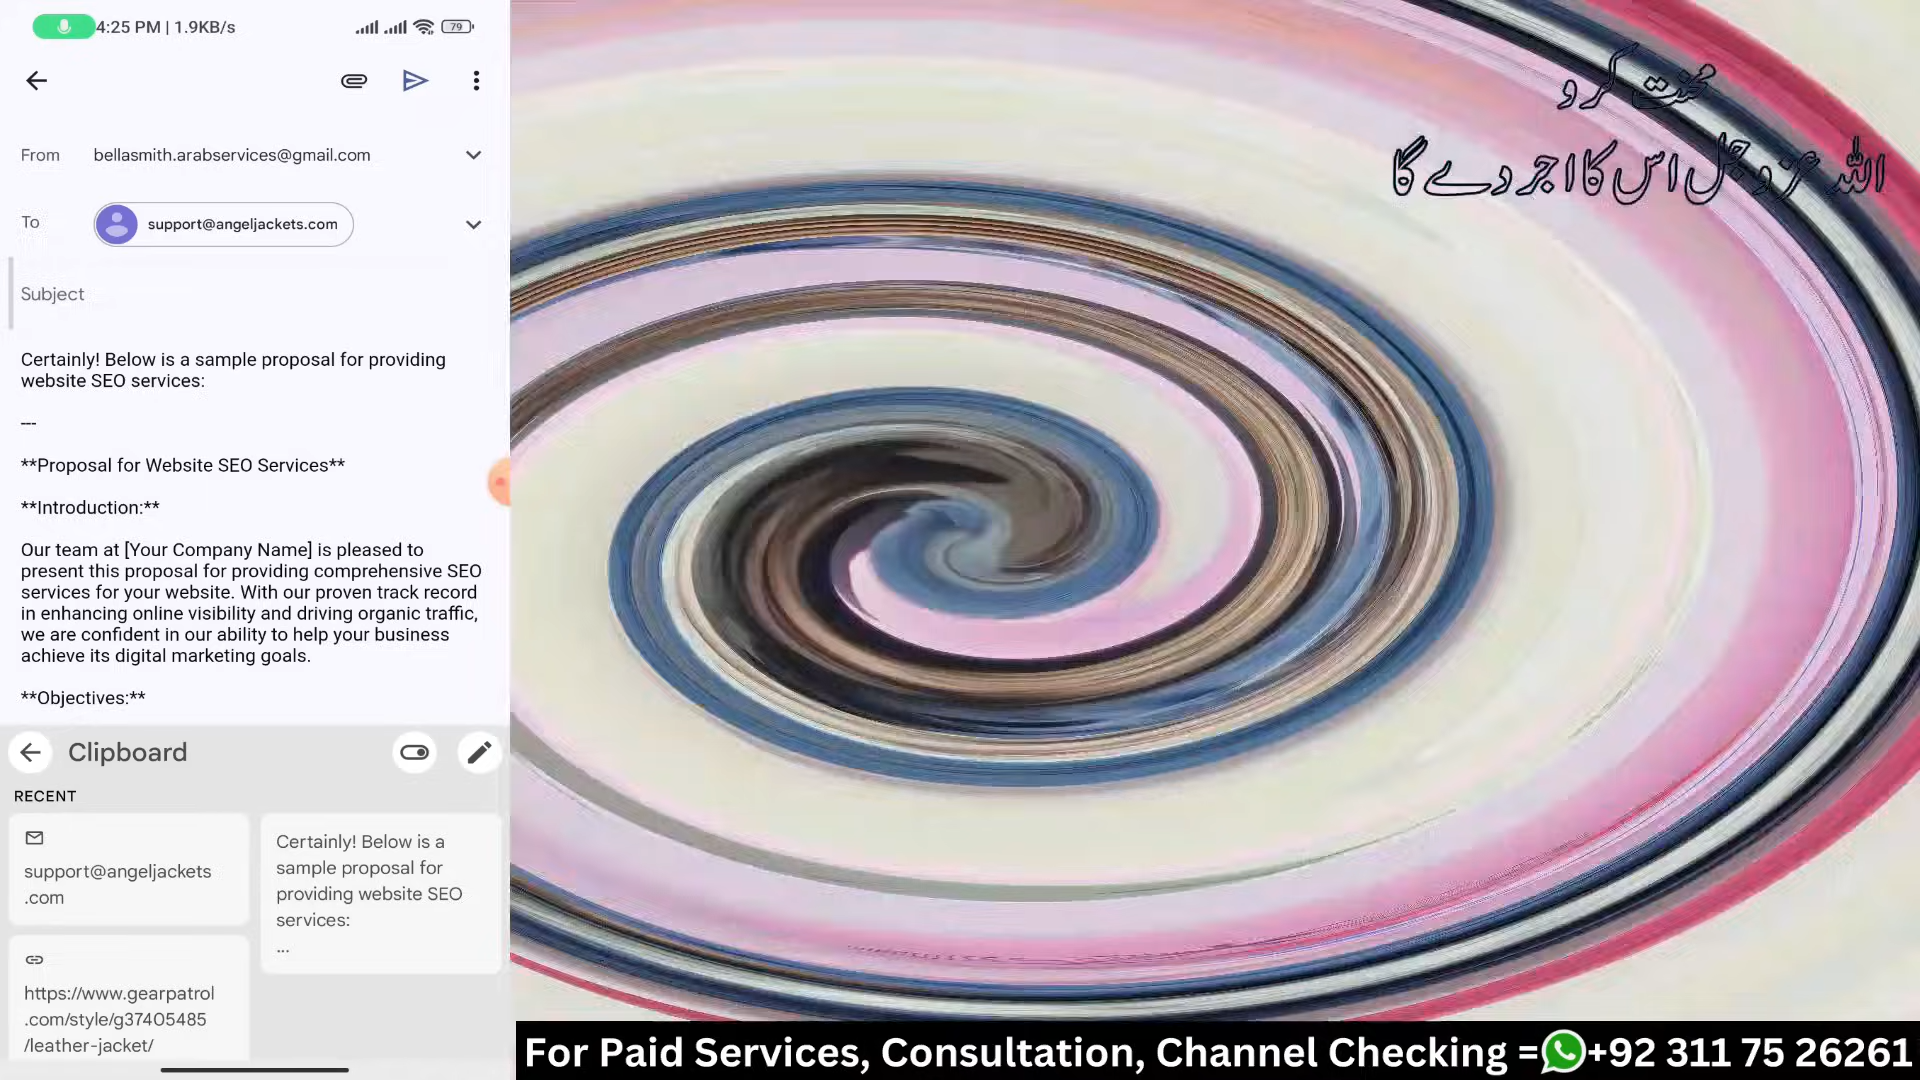 4:25 PM | 1.9KB/s
79
From bellasmith.arabservices@gmail.com
To support@angeljackets.com
Subject
Certainly! Below is a sample proposal for providing
website SEO services:
---
**Proposal for Website SEO Services**
**Introduction:**
Our team at [Your Company Name] is pleased to
present this proposal for providing comprehensive SEO
services for your website. With our proven track record
in enhancing online visibility and driving organic traffic,
we are confident in our ability to help your business
achieve its digital marketing goals.
**Objectives:**
Clipboard
RECENT
support@angeljackets
.com
https://www.gearpatrol
.com/style/g37405485
/leather-jacket/
Certainly! Below is a
sample proposal for
providing website SEO
services:
...
محنت کرو
اللہ عزوجل اس کا اجر دے گا
For Paid Services, Consultation, Channel Checking =+92 311 75 26261